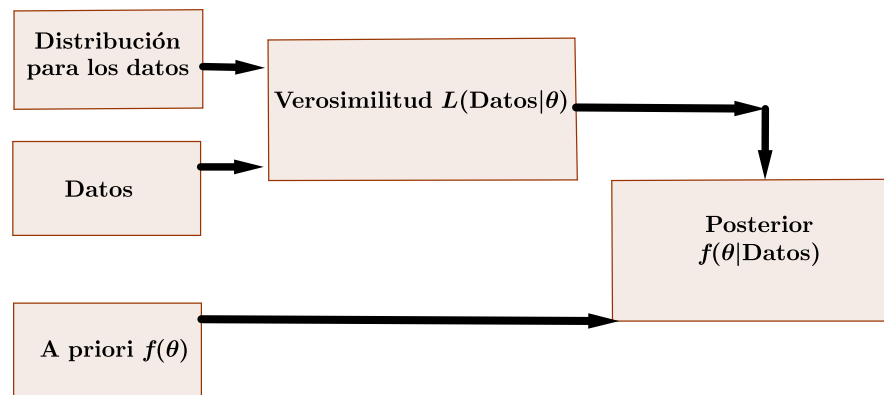 Distribución
para los datos
Verosimilitud L(Datos|θ)
Datos
Posterior
f(θ|Datos)
A priori f(θ)